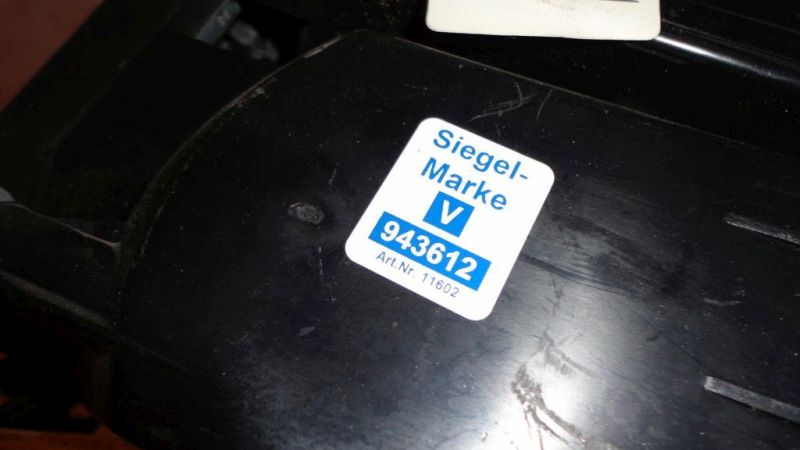 Siegel-
Marke
V
943612
Art.Nr. 11602